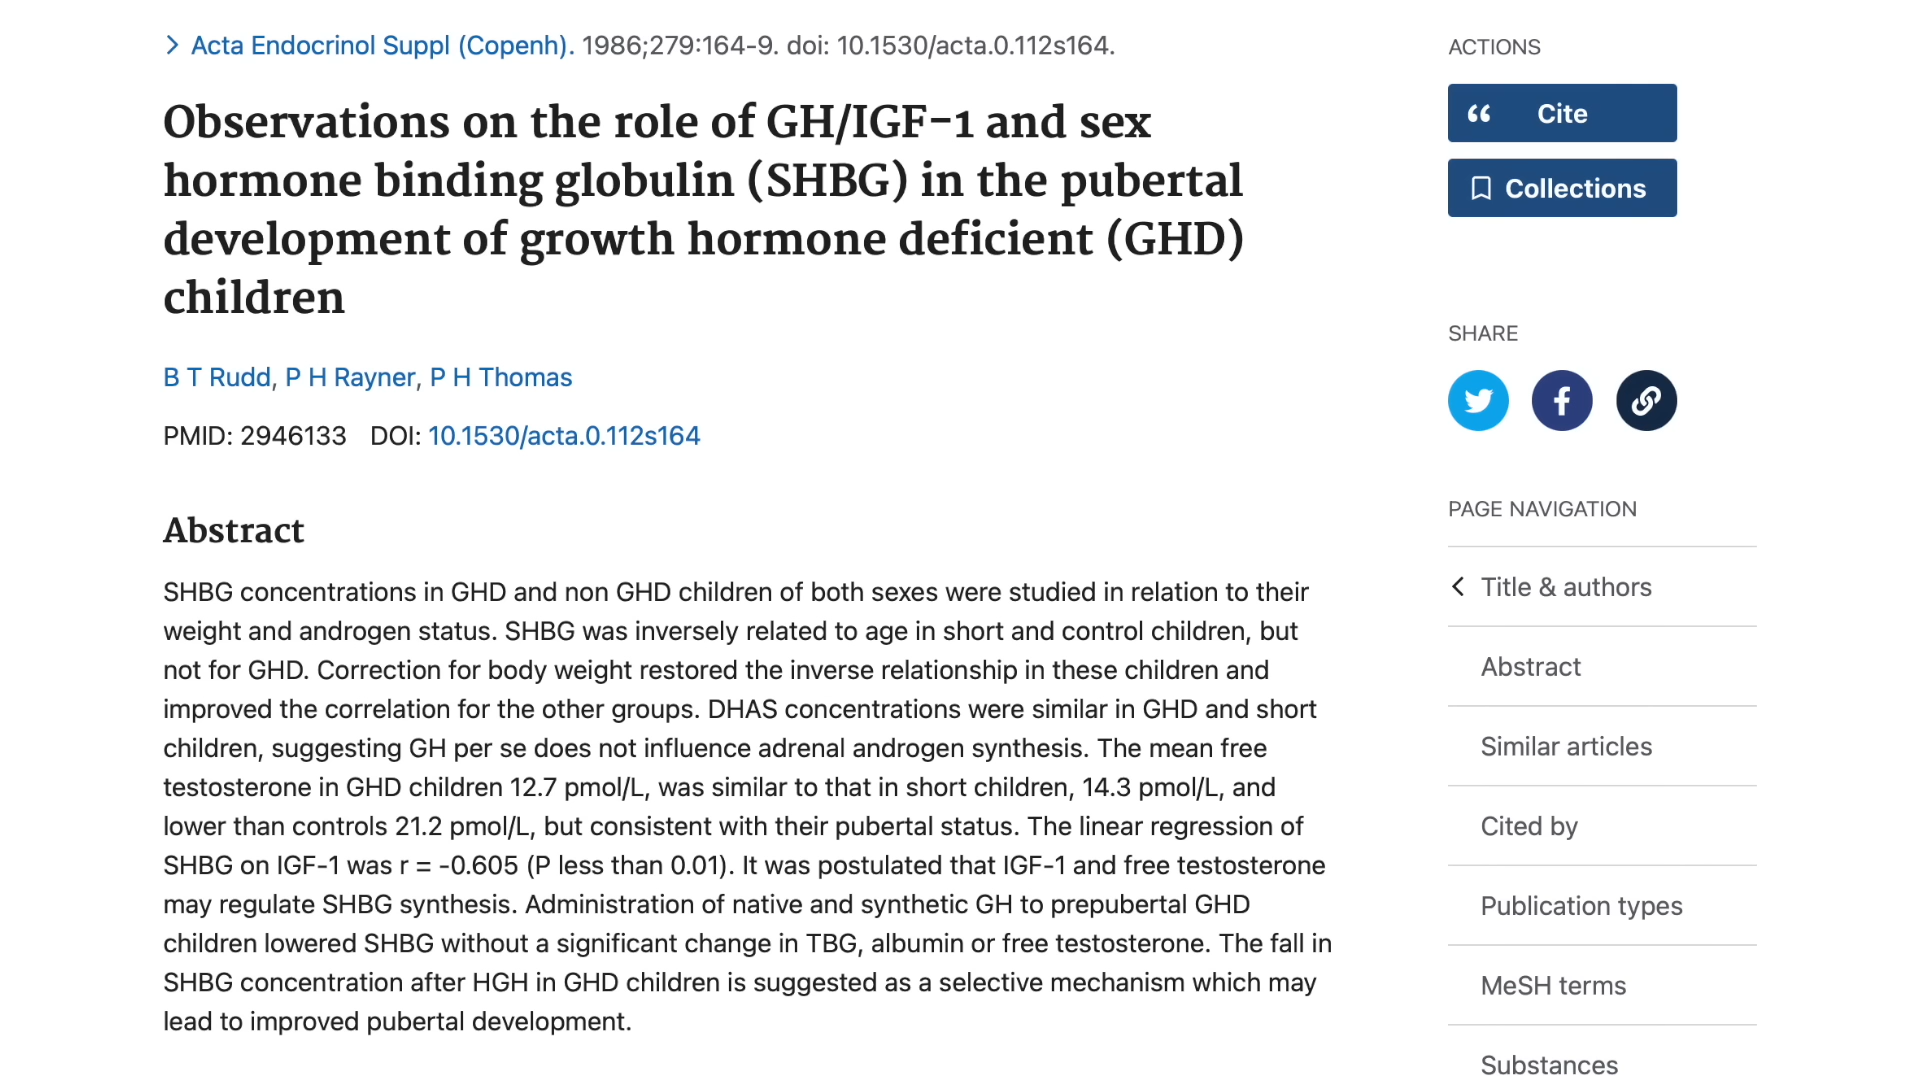 Acta Endocrinol Suppl (Copenh). 1986;279:164-9. doi: 10.1530/acta.0.112s164.
Observations on the role of GH/IGF-1 and sex
hormone binding globulin (SHBG) in the pubertal
development of growth hormone deficient (GHD)
children
B T Rudd, P H Rayner, P H Thomas
PMID: 2946133 DOI: 10.1530/acta.0.112s164
Abstract
SHBG concentrations in GHD and non GHD children of both sexes were studied in relation to their
weight and androgen status. SHBG was inversely related to age in short and control children, but
not for GHD. Correction for body weight restored the inverse relationship in these children and
improved the correlation for the other groups. DHAS concentrations were similar in GHD and short
children, suggesting GH per se does not influence adrenal androgen synthesis. The mean free
testosterone in GHD children 12.7 pmol/L, was similar to that in short children, 14.3 pmol/L, and
lower than controls 21.2 pmol/L, but consistent with their pubertal status. The linear regression of
SHBG on IGF-1 was r = -0.605 (P less than 0.01). It was postulated that IGF-1 and free testosterone
may regulate SHBG synthesis. Administration of native and synthetic GH to prepubertal GHD
children lowered SHBG without a significant change in TBG, albumin or free testosterone. The fall in
SHBG concentration after HGH in GHD children is suggested as a selective mechanism which may
lead to improved pubertal development.
ACTIONS
Cite
Collections
SHARE
PAGE NAVIGATION
Title & authors
Abstract
Similar articles
Cited by
Publication types
MeSH terms
Substances